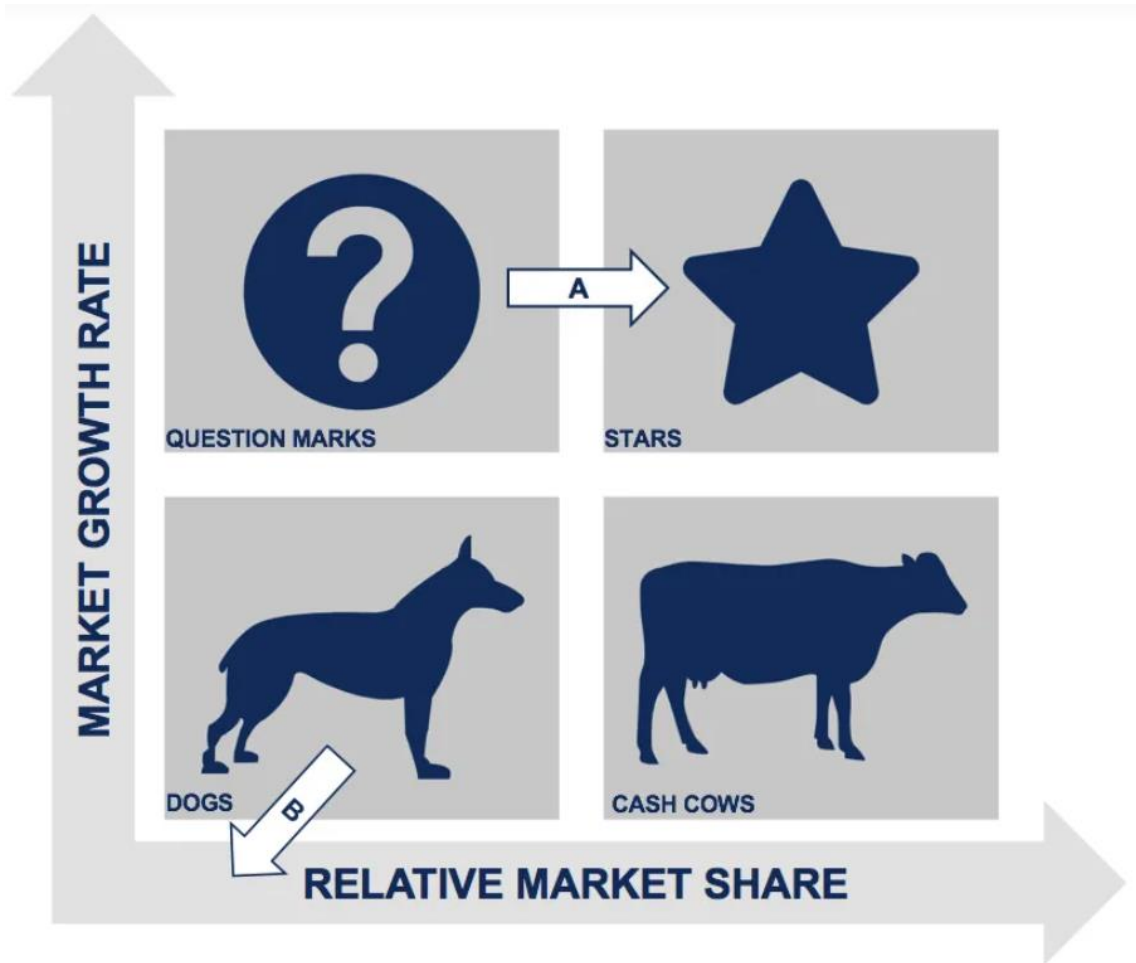 MARKET GROWTH RATE
?
A
QUESTION MARKS
STARS
DOGS
B
CASH COWS
RELATIVE MARKET SHARE